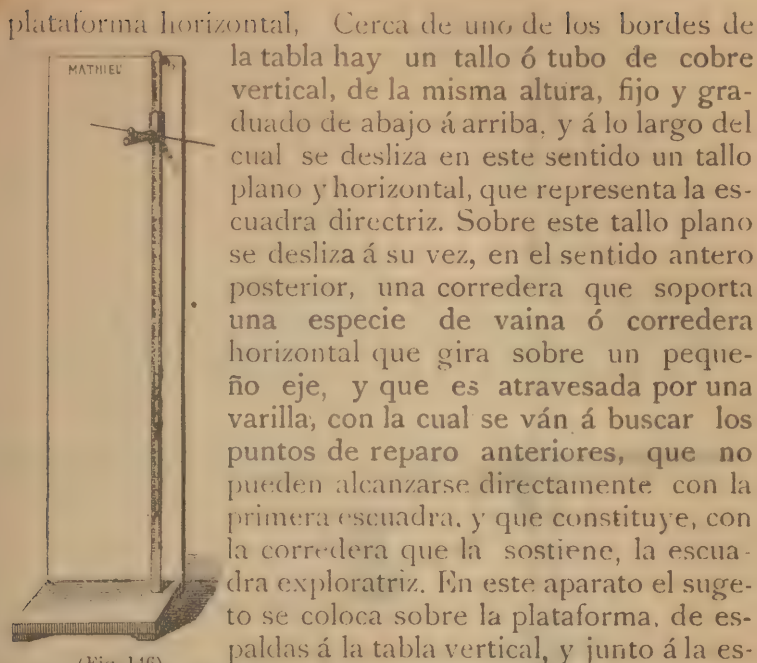 plataforma horizontal, Cerca de uno de los bordes de
MATHIEU
la tabla hay un tallo ó tubo de cobre
vertical, de la misma altura, fijo y gra-
duado de abajo á arriba, y á lo largo del
cual se desliza en este sentido un tallo
plano y horizontal, que representa la es-
cuadra directriz. Sobre este tallo plano
se desliza á su vez, en el sentido antero
posterior, una corredera que soporta
una especie de vaina ó corredera
horizontal que gira sobre un peque-
ño eje, y que es atravesada por una
varilla, con la cual se ván á buscar los
puntos de reparo anteriores, que no
pueden alcanzarse directamente con la
primera escuadra, y que constituye, con
la corredera que la sostiene, la escua-
dra exploratriz. En este aparato el suge-
to se coloca sobre la plataforma, de es-
paldas á la tabla vertical, y junto á la es-